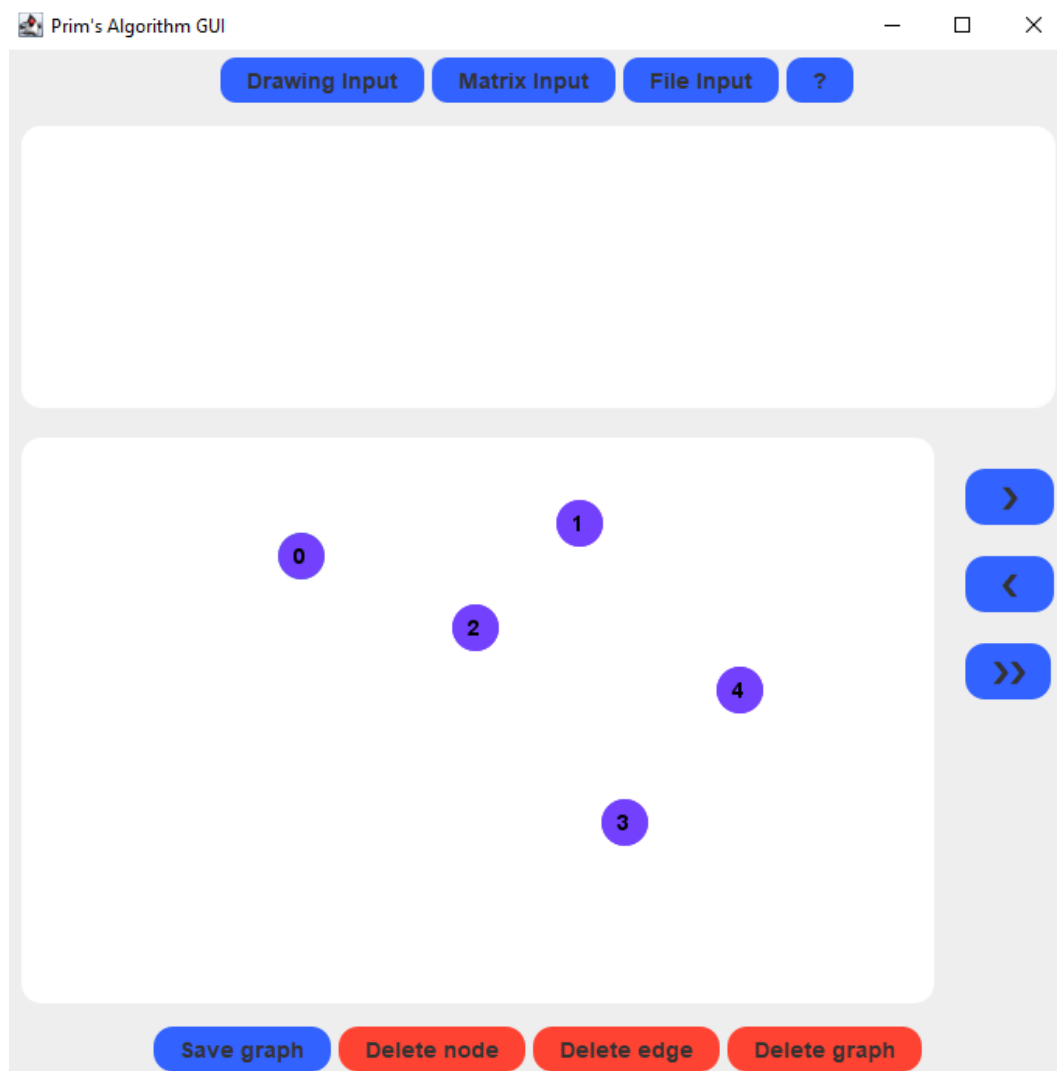 Prim's Algorithm GUI
Drawing Input Matrix Input File Input ?
1
0
2
4
3
Save graph Delete node Delete edge Delete graph